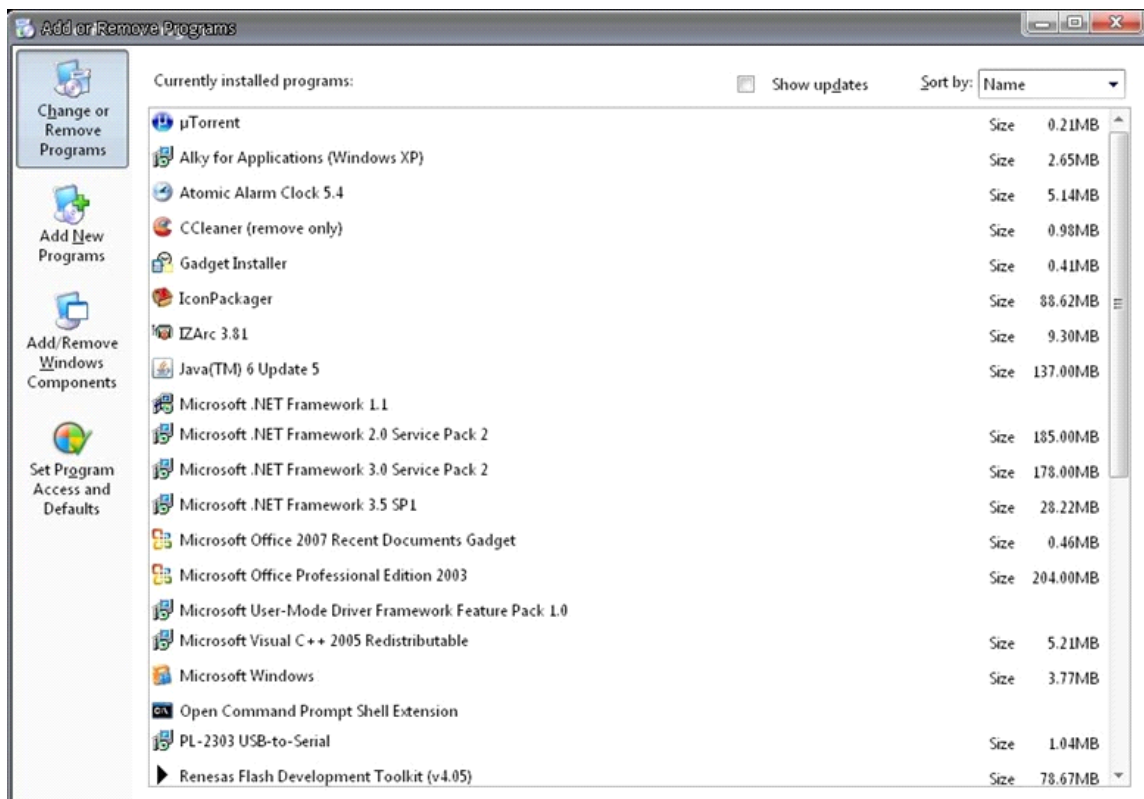 Add or Remove Programs
Change or
Remove
Programs
Add New
Programs
Add/Remove
Windows
Components
Set Program
Access and
Defaults
Currently installed programs:
Show updates
Sort by: Name
µTorrent Size 0.21MB
Alky for Applications (Windows XP) Size 2.65MB
Atomic Alarm Clock 5.4 Size 5.14MB
CCleaner (remove only) Size 0.98MB
Gadget Installer Size 0.41MB
IconPackager Size 88.62MB
IZArc 3.81 Size 9.30MB
Java(TM) 6 Update 5 Size 137.00MB
Microsoft .NET Framework 1.1
Microsoft .NET Framework 2.0 Service Pack 2 Size 185.00MB
Microsoft .NET Framework 3.0 Service Pack 2 Size 178.00MB
Microsoft .NET Framework 3.5 SP1 Size 28.22MB
Microsoft Office 2007 Recent Documents Gadget Size 0.46MB
Microsoft Office Professional Edition 2003 Size 204.00MB
Microsoft User-Mode Driver Framework Feature Pack 1.0
Microsoft Visual C++ 2005 Redistributable Size 5.21MB
Microsoft Windows Size 3.77MB
Open Command Prompt Shell Extension
PL-2303 USB-to-Serial Size 1.04MB
Renesas Flash Development Toolkit (v4.05) Size 78.67MB